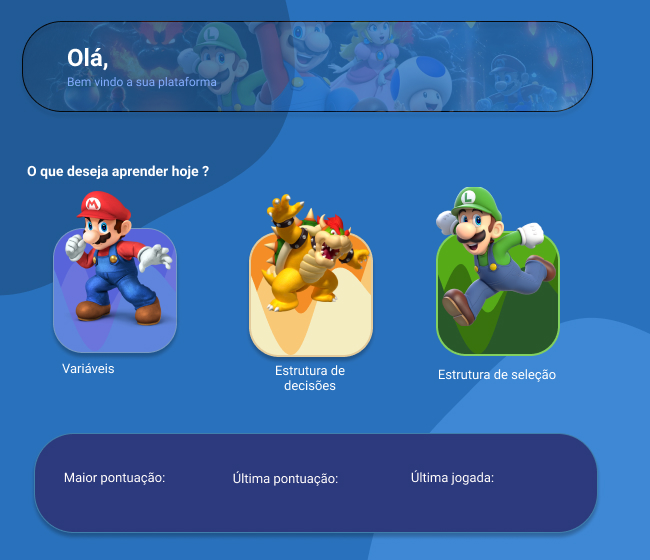 Olá,
Bem vindo a sua plataforma
O que deseja aprender hoje ?
M
L
Variáveis
Estrutura de
decisões
Estrutura de seleção
Maior pontuação:
Última pontuação:
Última jogada: